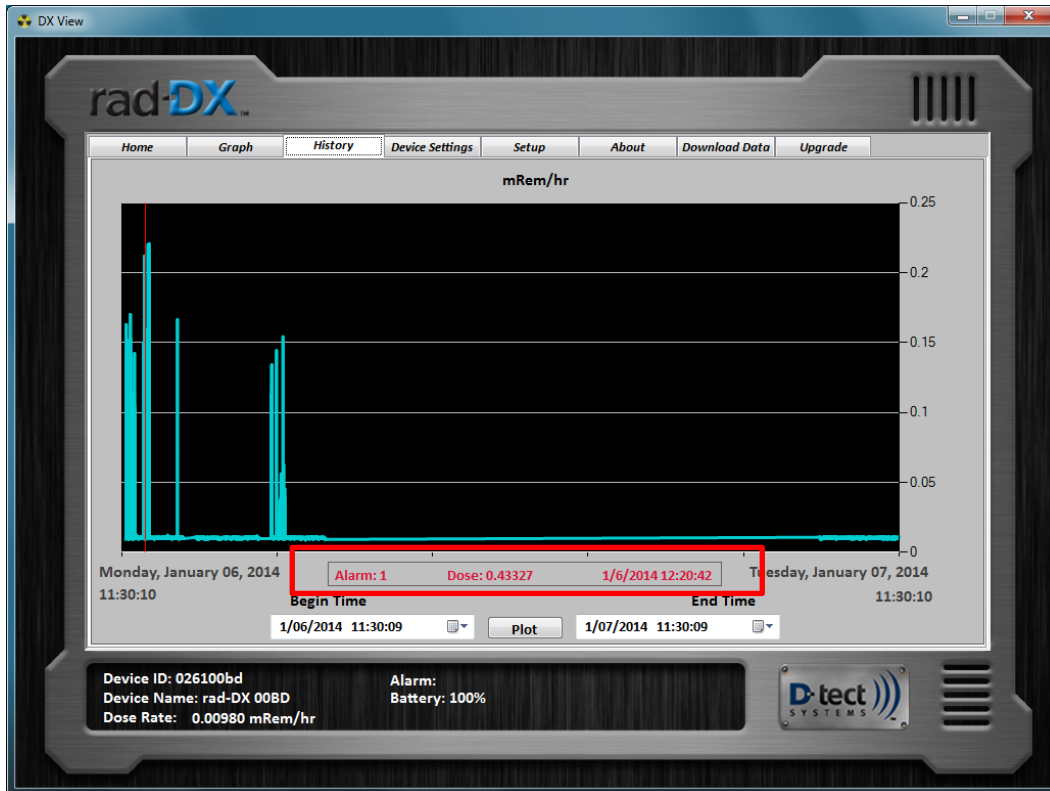 DX View
rad-DX™
Home Graph History Device Settings Setup About Download Data Upgrade
mRem/hr
0.25
0.2
0.15
0.1
0.05
0
Monday, January 06, 2014 Tuesday, January 07, 2014
Alarm: 1 Dose: 0.43327 1/6/2014 12:20:42
11:30:10 11:30:10
Begin Time End Time
1/06/2014 11:30:09 Plot 1/07/2014 11:30:09
Device ID: 026100bd Alarm:
Device Name: rad-DX 00BD Battery: 100%
Dose Rate: 0.00980 mRem/hr
D-tect
SYSTEMS